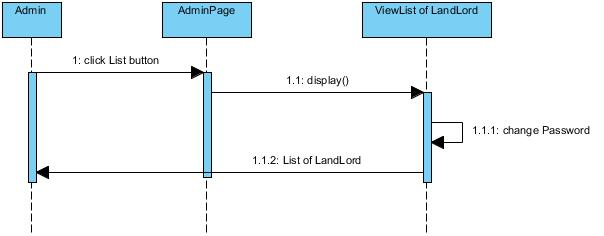 Admin
AdminPage
ViewList of LandLord
1: click List button
1.1: display()
1.1.1: change Password
1.1.2: List of LandLord